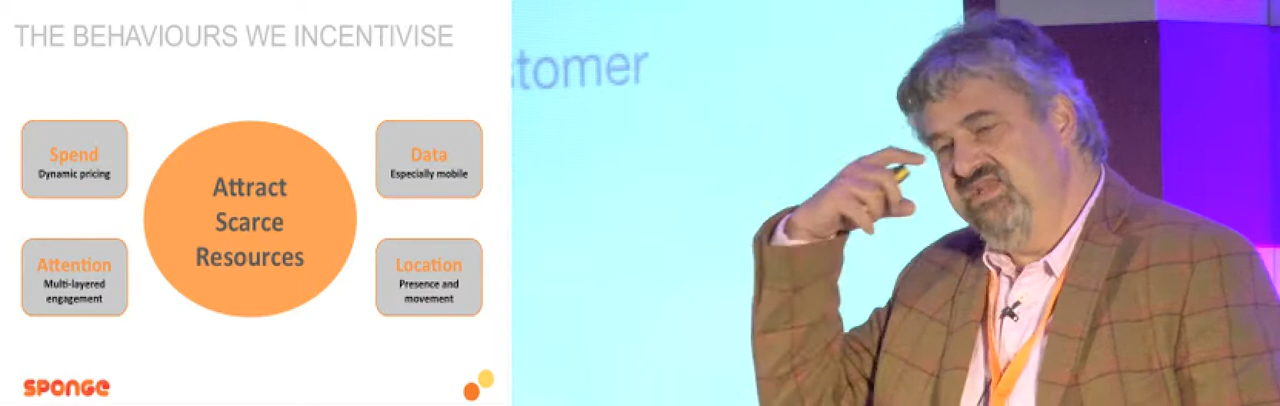 THE BEHAVIOURS WE INCENTIVISE
Spend
Dynamic pricing
Attention
Multi-layered
engagement
Attract
Scarce
Resources
Data
Especially mobile
Location
Presence and
movement
SPONGE
tomer